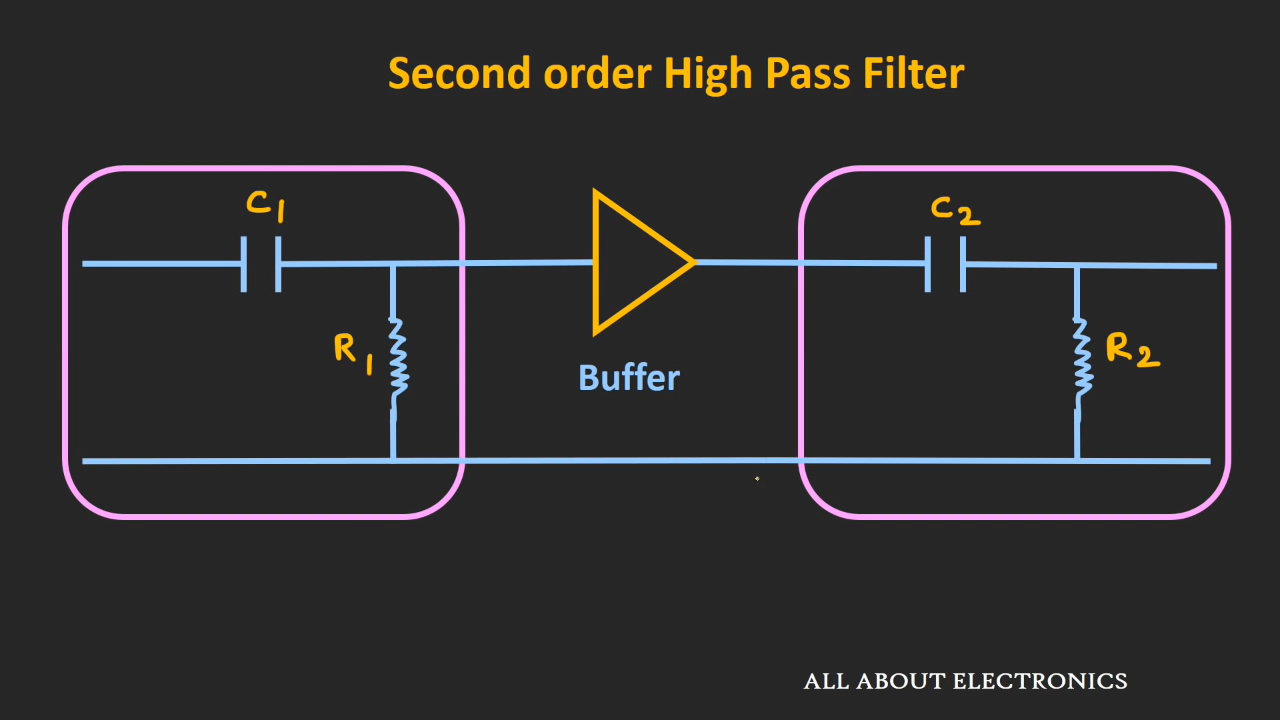 Second order High Pass Filter
C1
C2
R1
R2
Buffer
ALL ABOUT ELECTRONICS